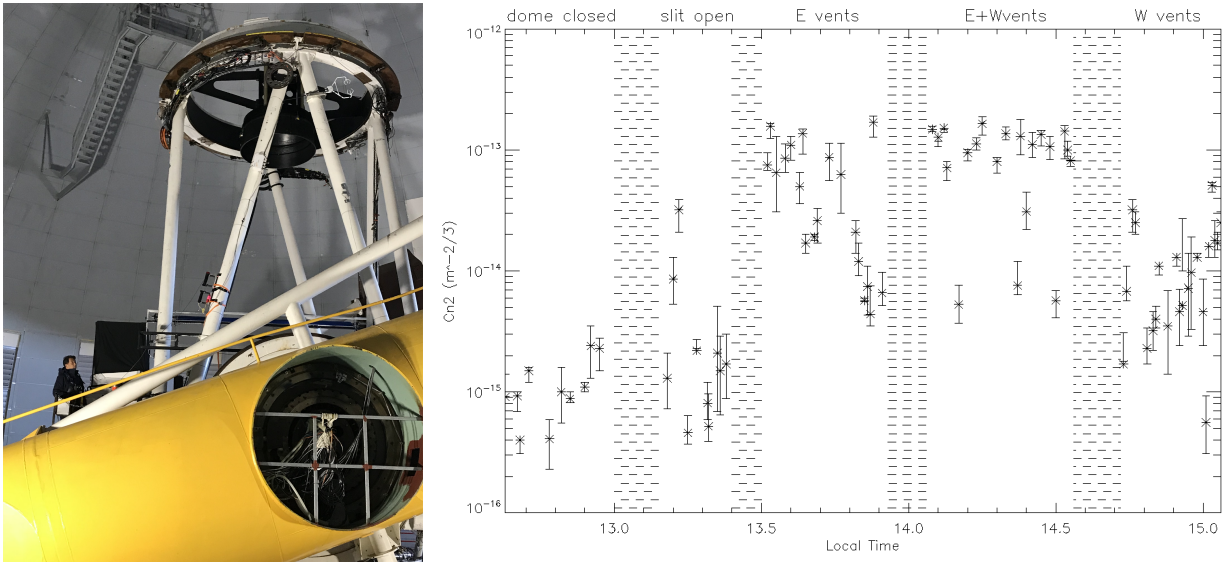 dome closed slit open E vents E+Wvents W vents
10−12
10−13
10−14
10−15
10−16
Cn2 (m^-2/3)
13.0 13.5 14.0 14.5 15.0
Local Time